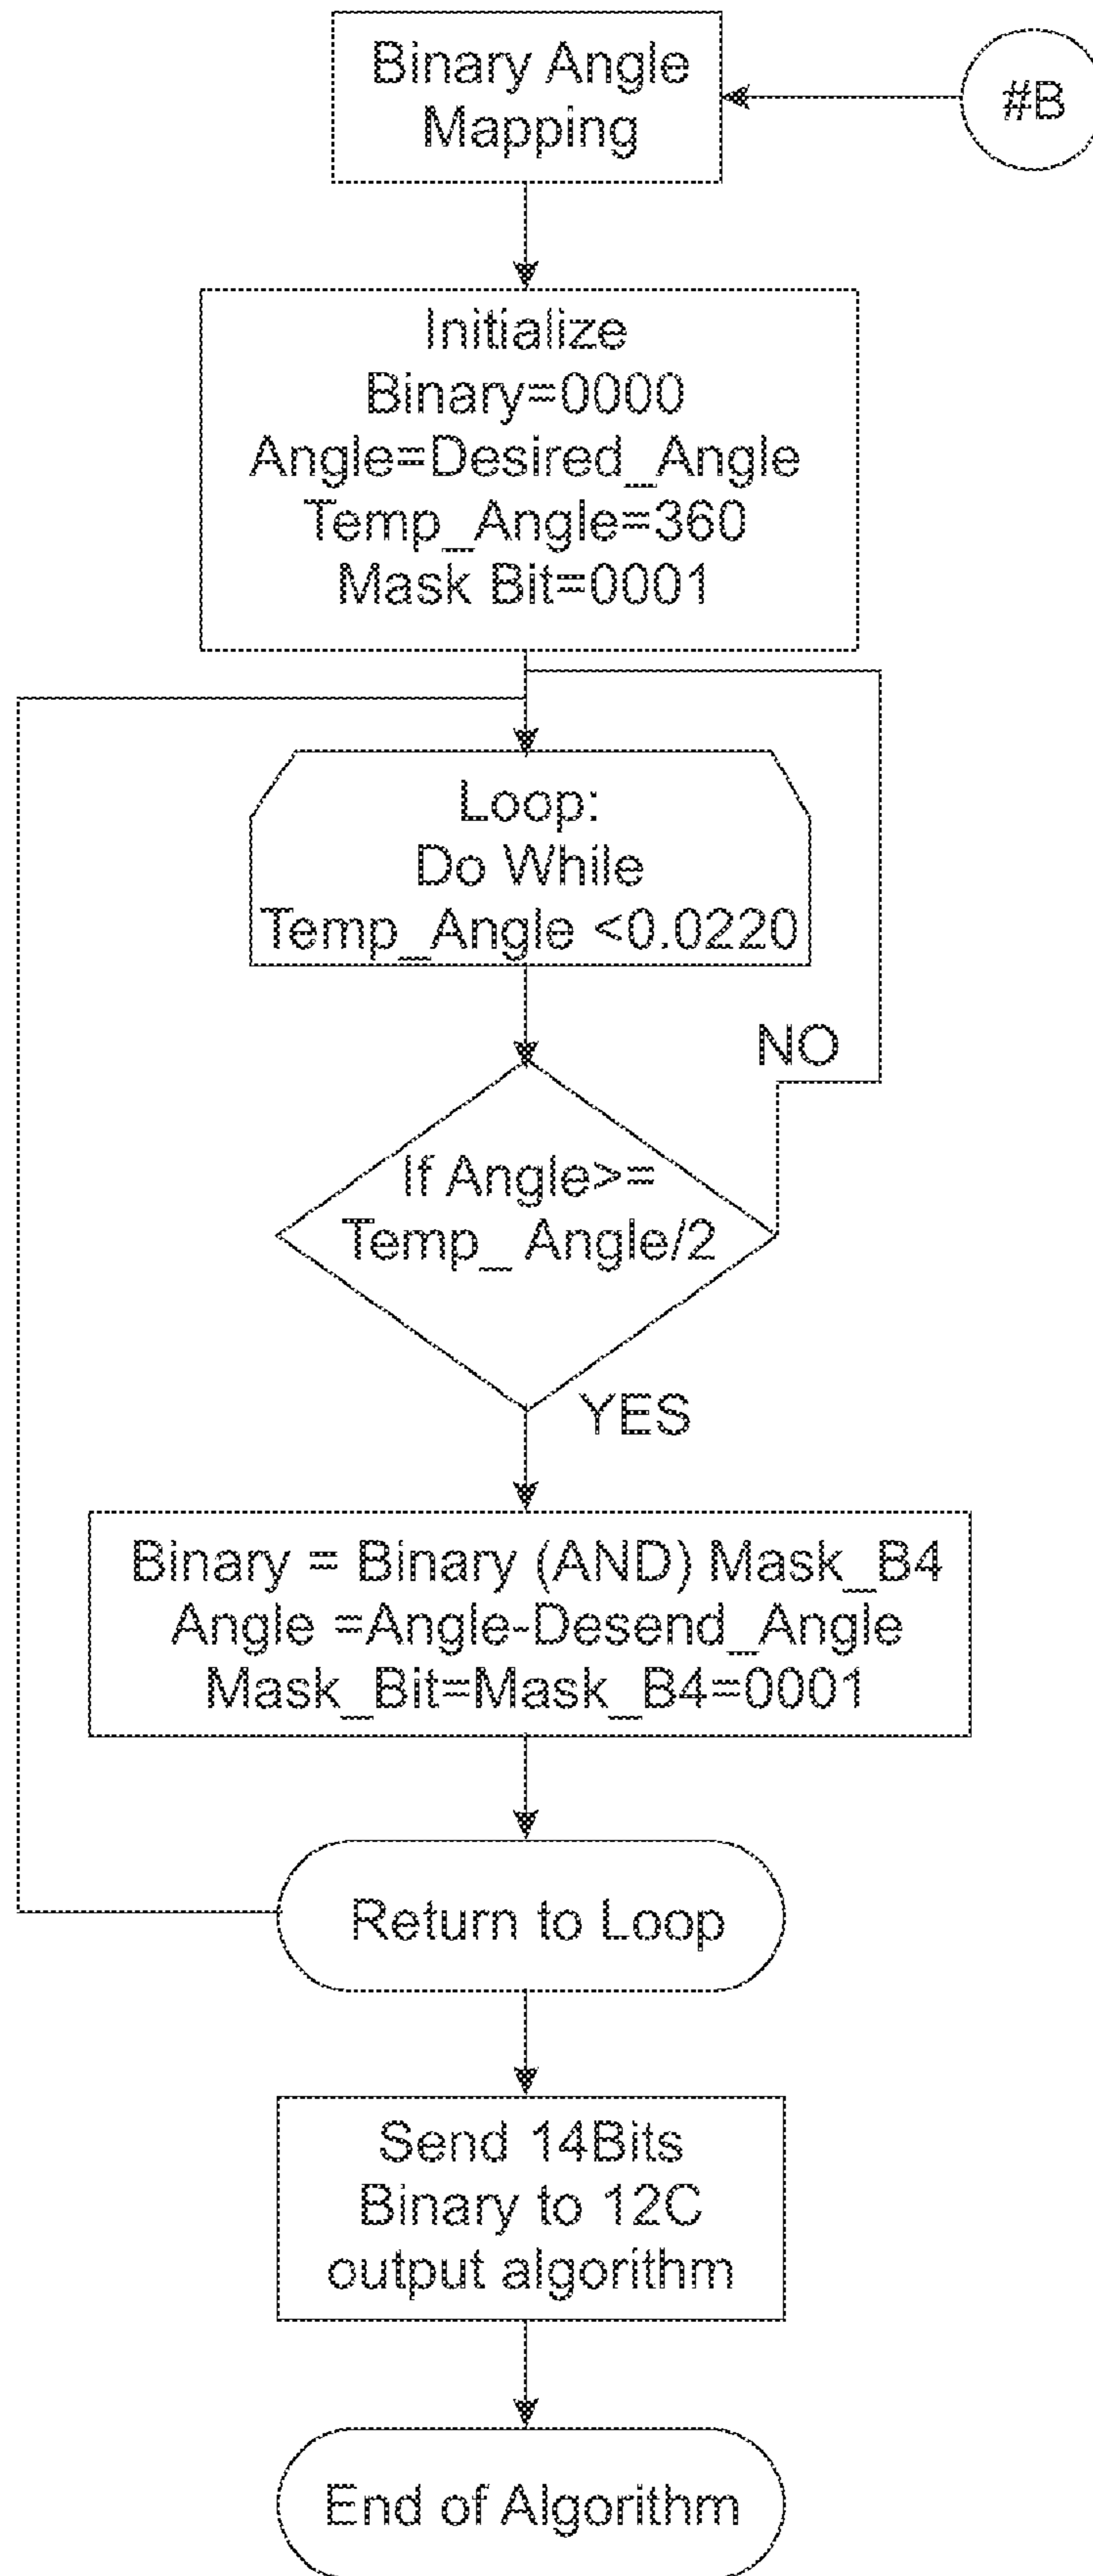 Binary Angle
Mapping
#B
Initialize
Binary=0000
Angle=Desired_Angle
Temp_Angle=360
Mask Bit=0001
Loop:
Do While
Temp_Angle <0.0220
NO
If Angle>=
Temp_ Angle/2
YES
Binary = Binary (AND) Mask_B4
Angle =Angle-Desend_Angle
Mask_Bit=Mask_B4=0001
Return to Loop
Send 14Bits
Binary to 12C
output algorithm
End of Algorithm